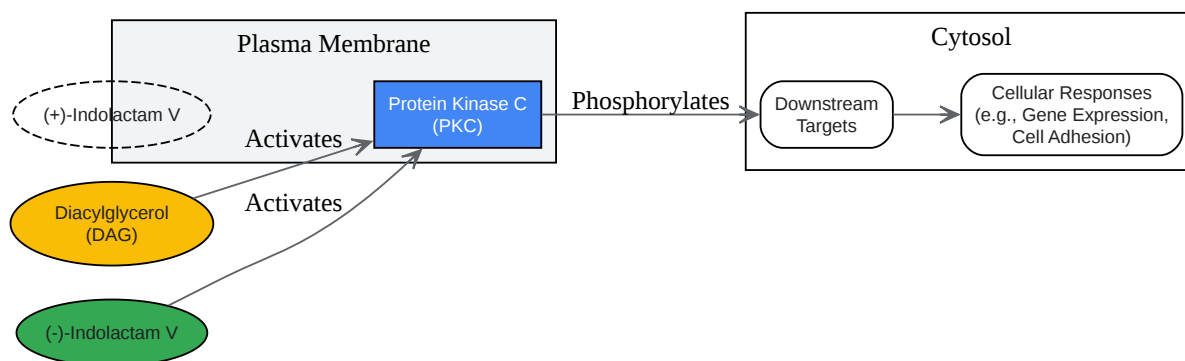 Plasma Membrane
(+)-Indolactam V
Protein Kinase C
(PKC)
Activates
Diacylglycerol
(DAG)
Activates
(-)-Indolactam V
Phosphorylates
Cytosol
Downstream
Targets
Cellular Responses
(e.g., Gene Expression,
Cell Adhesion)